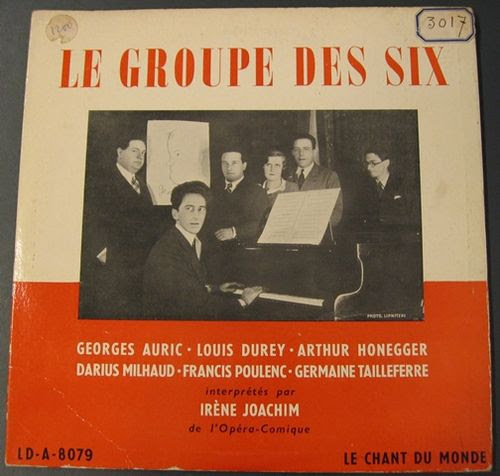 1200
3017
LE GROUPE DES SIX
PHOTO. LIPNITZKI
GEORGES AURIC · LOUIS DUREY · ARTHUR HONEGGER
DARIUS MILHAUD · FRANCIS POULENC · GERMAINE TAILLEFERRE
interprétés par
IRÈNE JOACHIM
de l'Opéra-Comique
LD-A-8079 LE CHANT DU MONDE